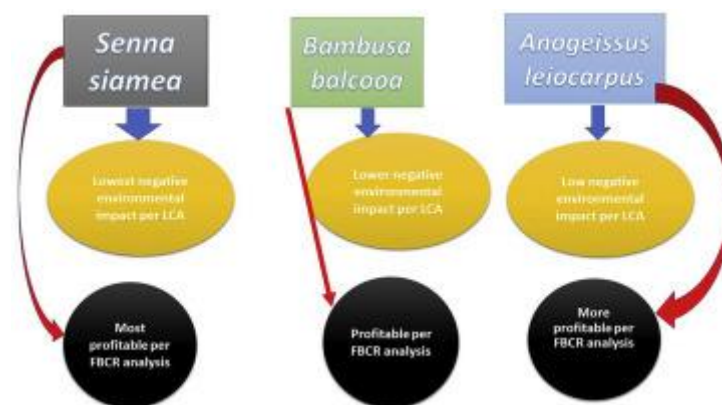 Senna
siamea
Lowest negative
environmental
impact per LCA
Most
profitable per
FBCR analysis
Bambusa
balcooa
Lower negative
environmental
impact per LCA
Profitable per
FBCR analysis
Anogeissus
leiocarpus
Low negative
environmental
impact per LCA
More
profitable per
FBCR analysis